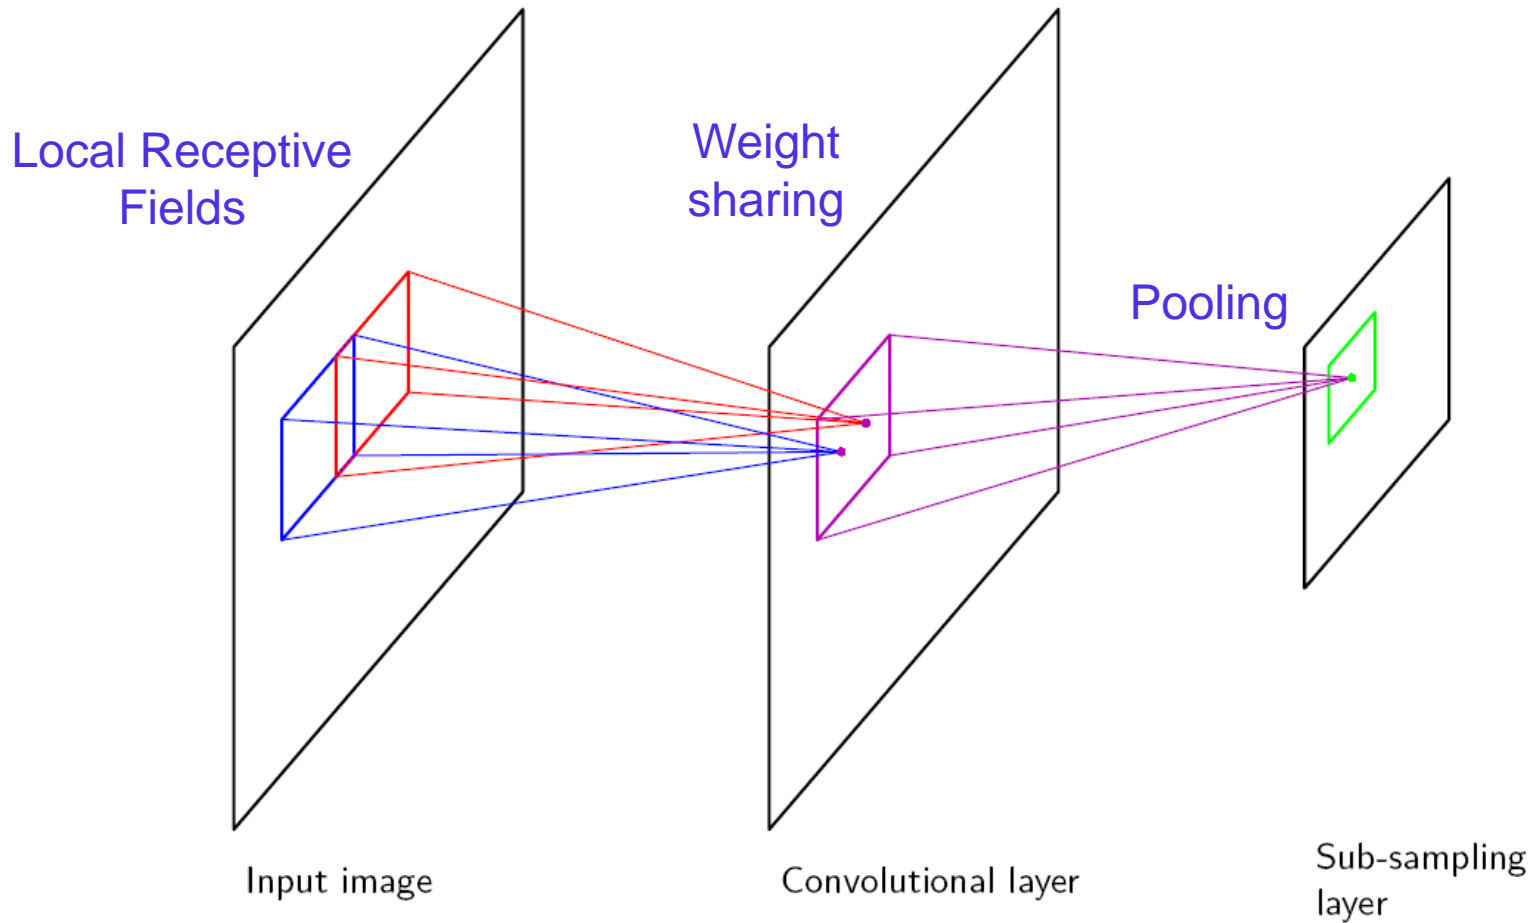 Local Receptive
Fields
Weight
sharing
Pooling
Input image
Convolutional layer
Sub-sampling
layer